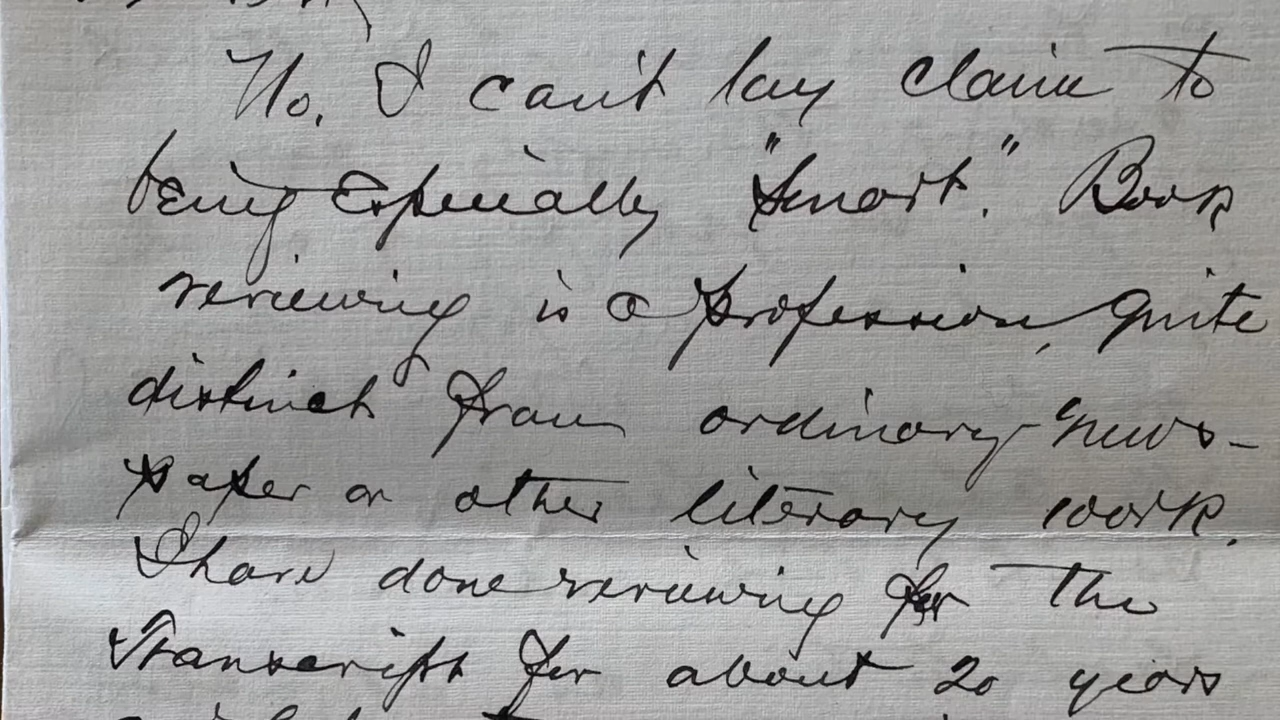 No, I can't lay claim to
being especially "smart". Book
reviewing is a profession, quite
distinct from ordinary news-
paper or other literary work.
I have done reviewing for the
Transcript for about 20 years